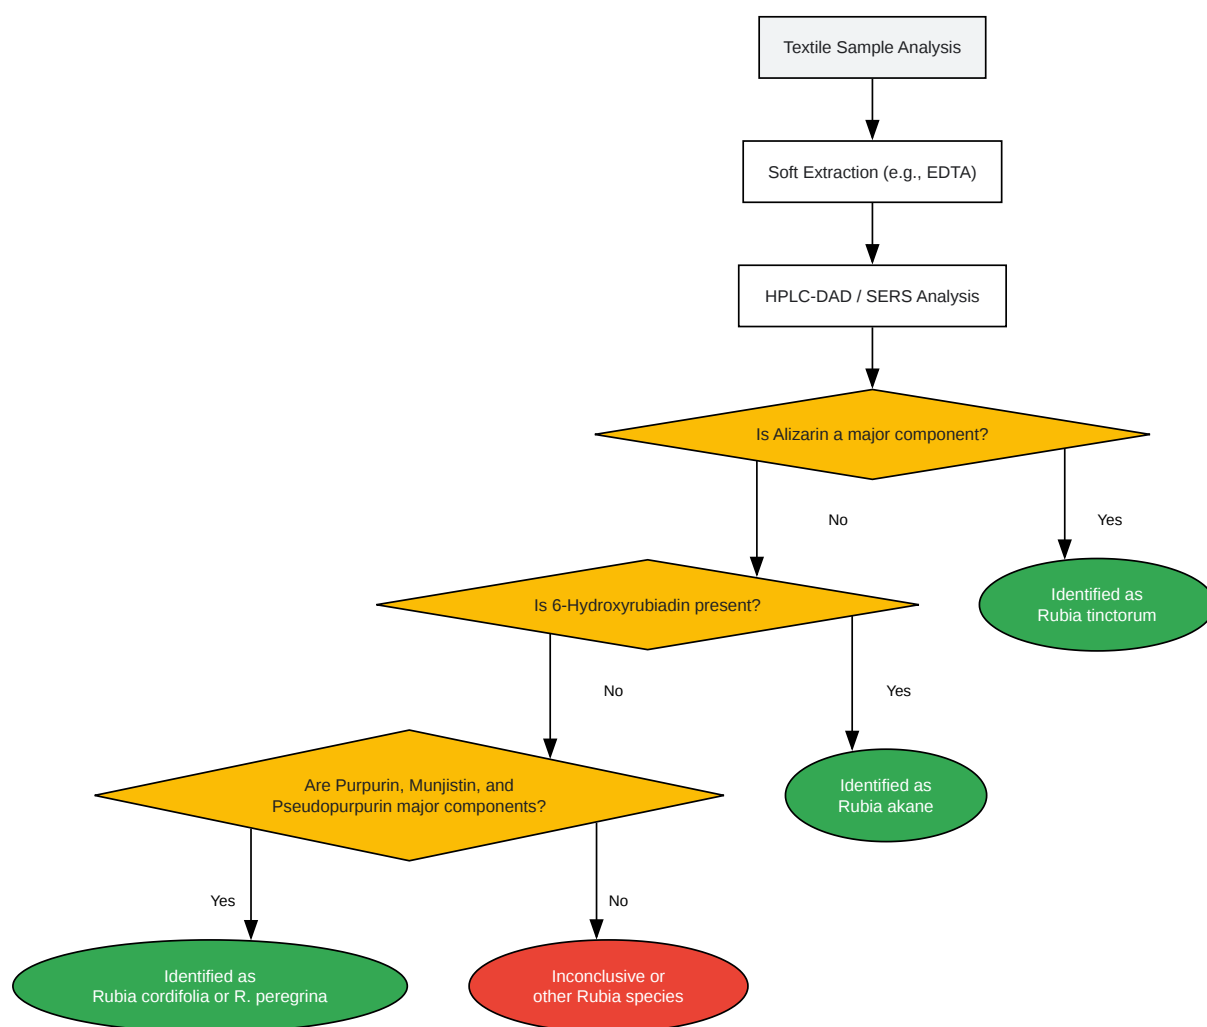 Textile Sample Analysis
Soft Extraction (e.g., EDTA)
HPLC-DAD / SERS Analysis
Is Alizarin a major component?
No
Yes
Is 6-Hydroxyrubiadin present?
Identified as
Rubia tinctorum
No
Yes
Are Purpurin, Munjistin, and
Pseudopurpurin major components?
Identified as
Rubia akane
Yes
No
Identified as
Rubia cordifolia or R. peregrina
Inconclusive or
other Rubia species